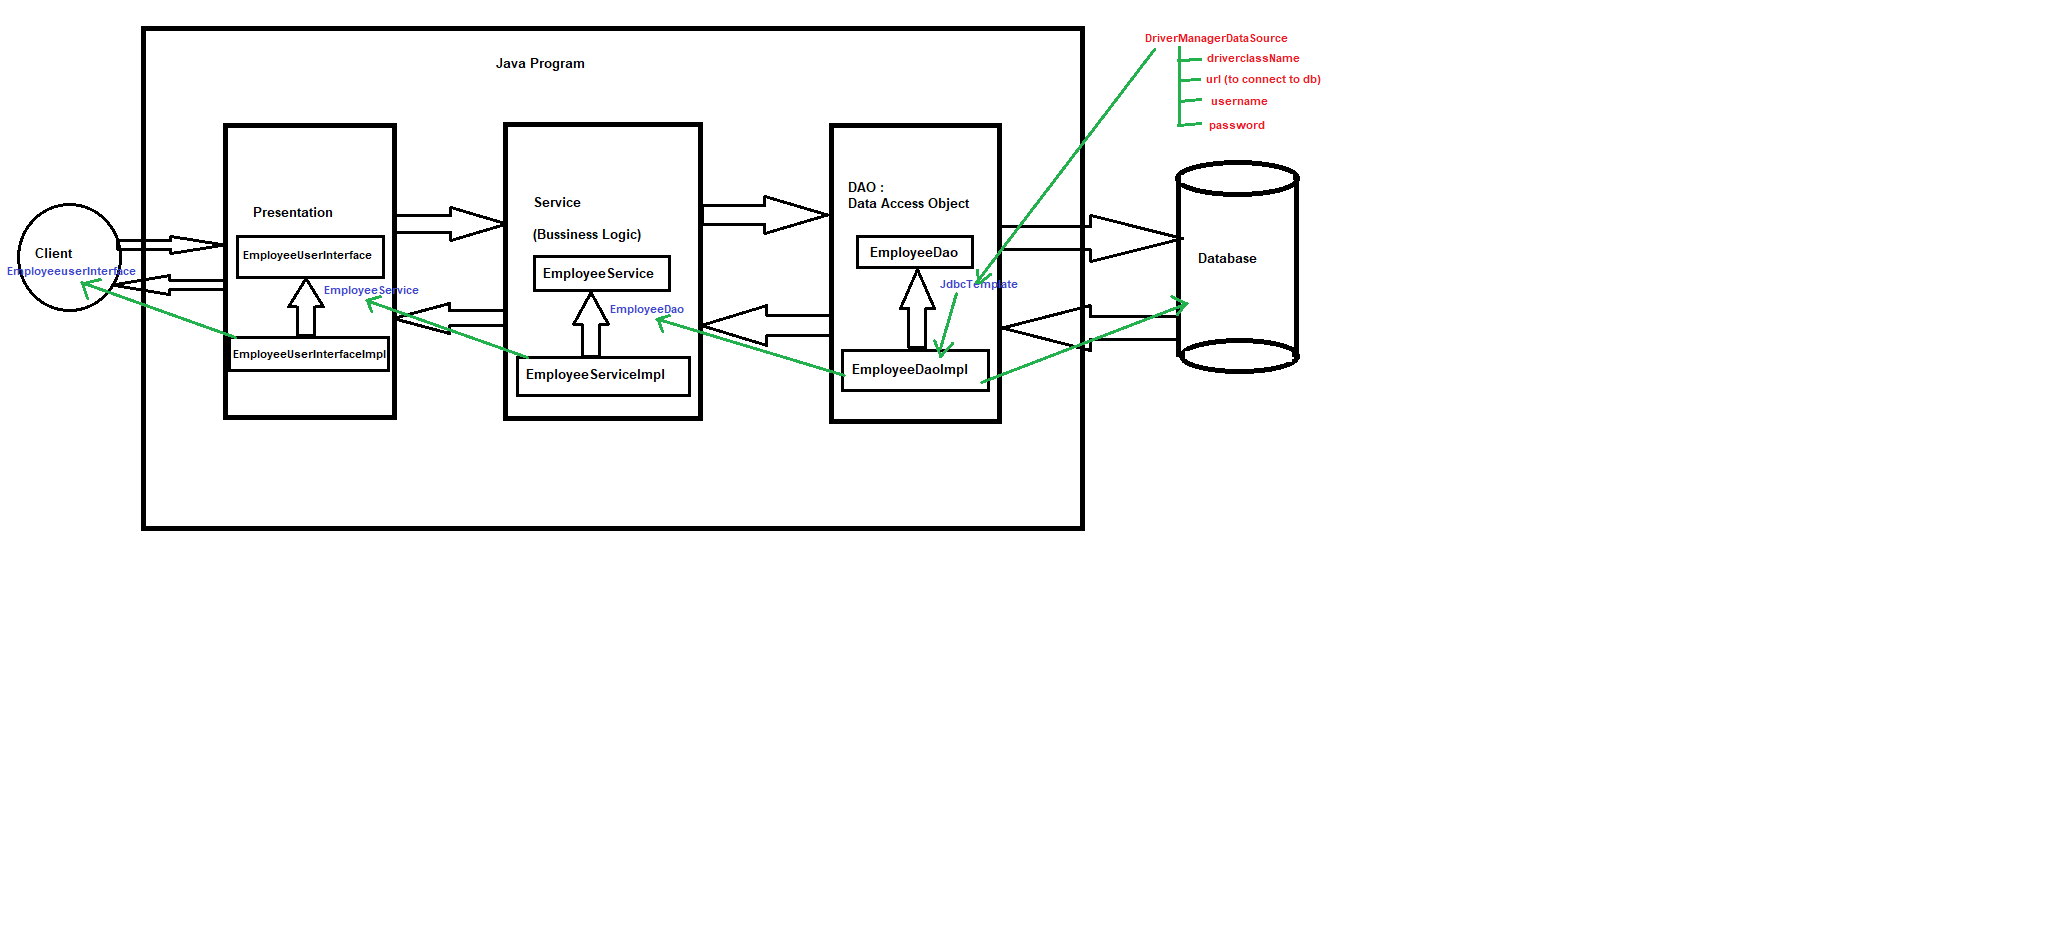 Java Program
DriverManagerDataSource
driverclassName
url (to connect to db)
username
password
Client
EmployeeuserInterface
Presentation
EmployeeUserInterface
EmployeeService
EmployeeUserInterfaceImpl
Service
(Bussiness Logic)
EmployeeService
EmployeeDao
EmployeeServiceImpl
DAO :
Data Access Object
EmployeeDao
JdbcTemplate
EmployeeDaoImpl
Database